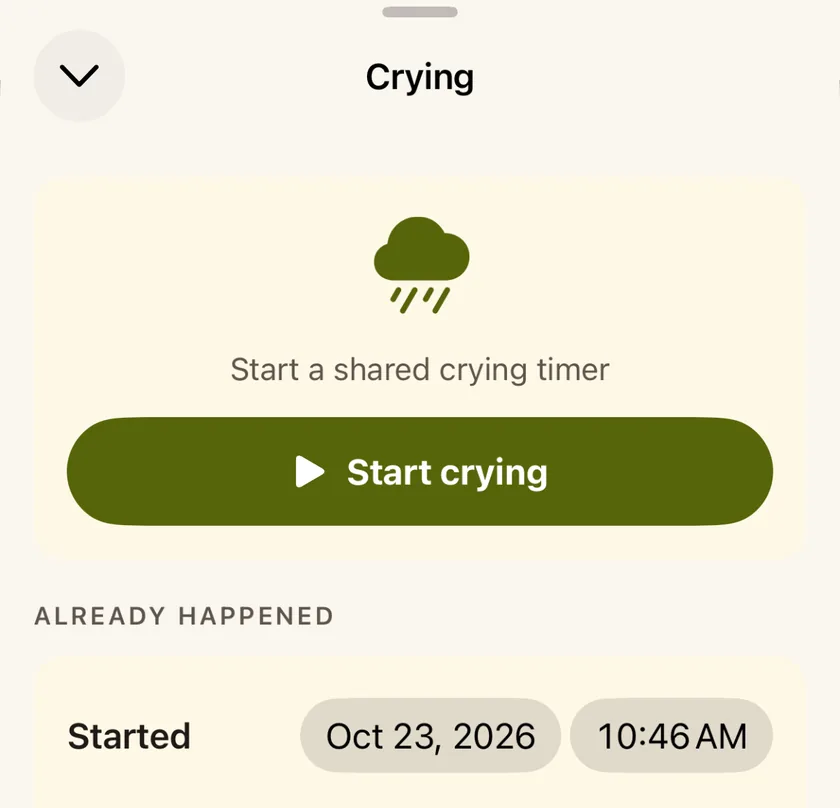 Crying
Start a shared crying timer
Start crying
ALREADY HAPPENED
Started Oct 23, 2026 10:46 AM